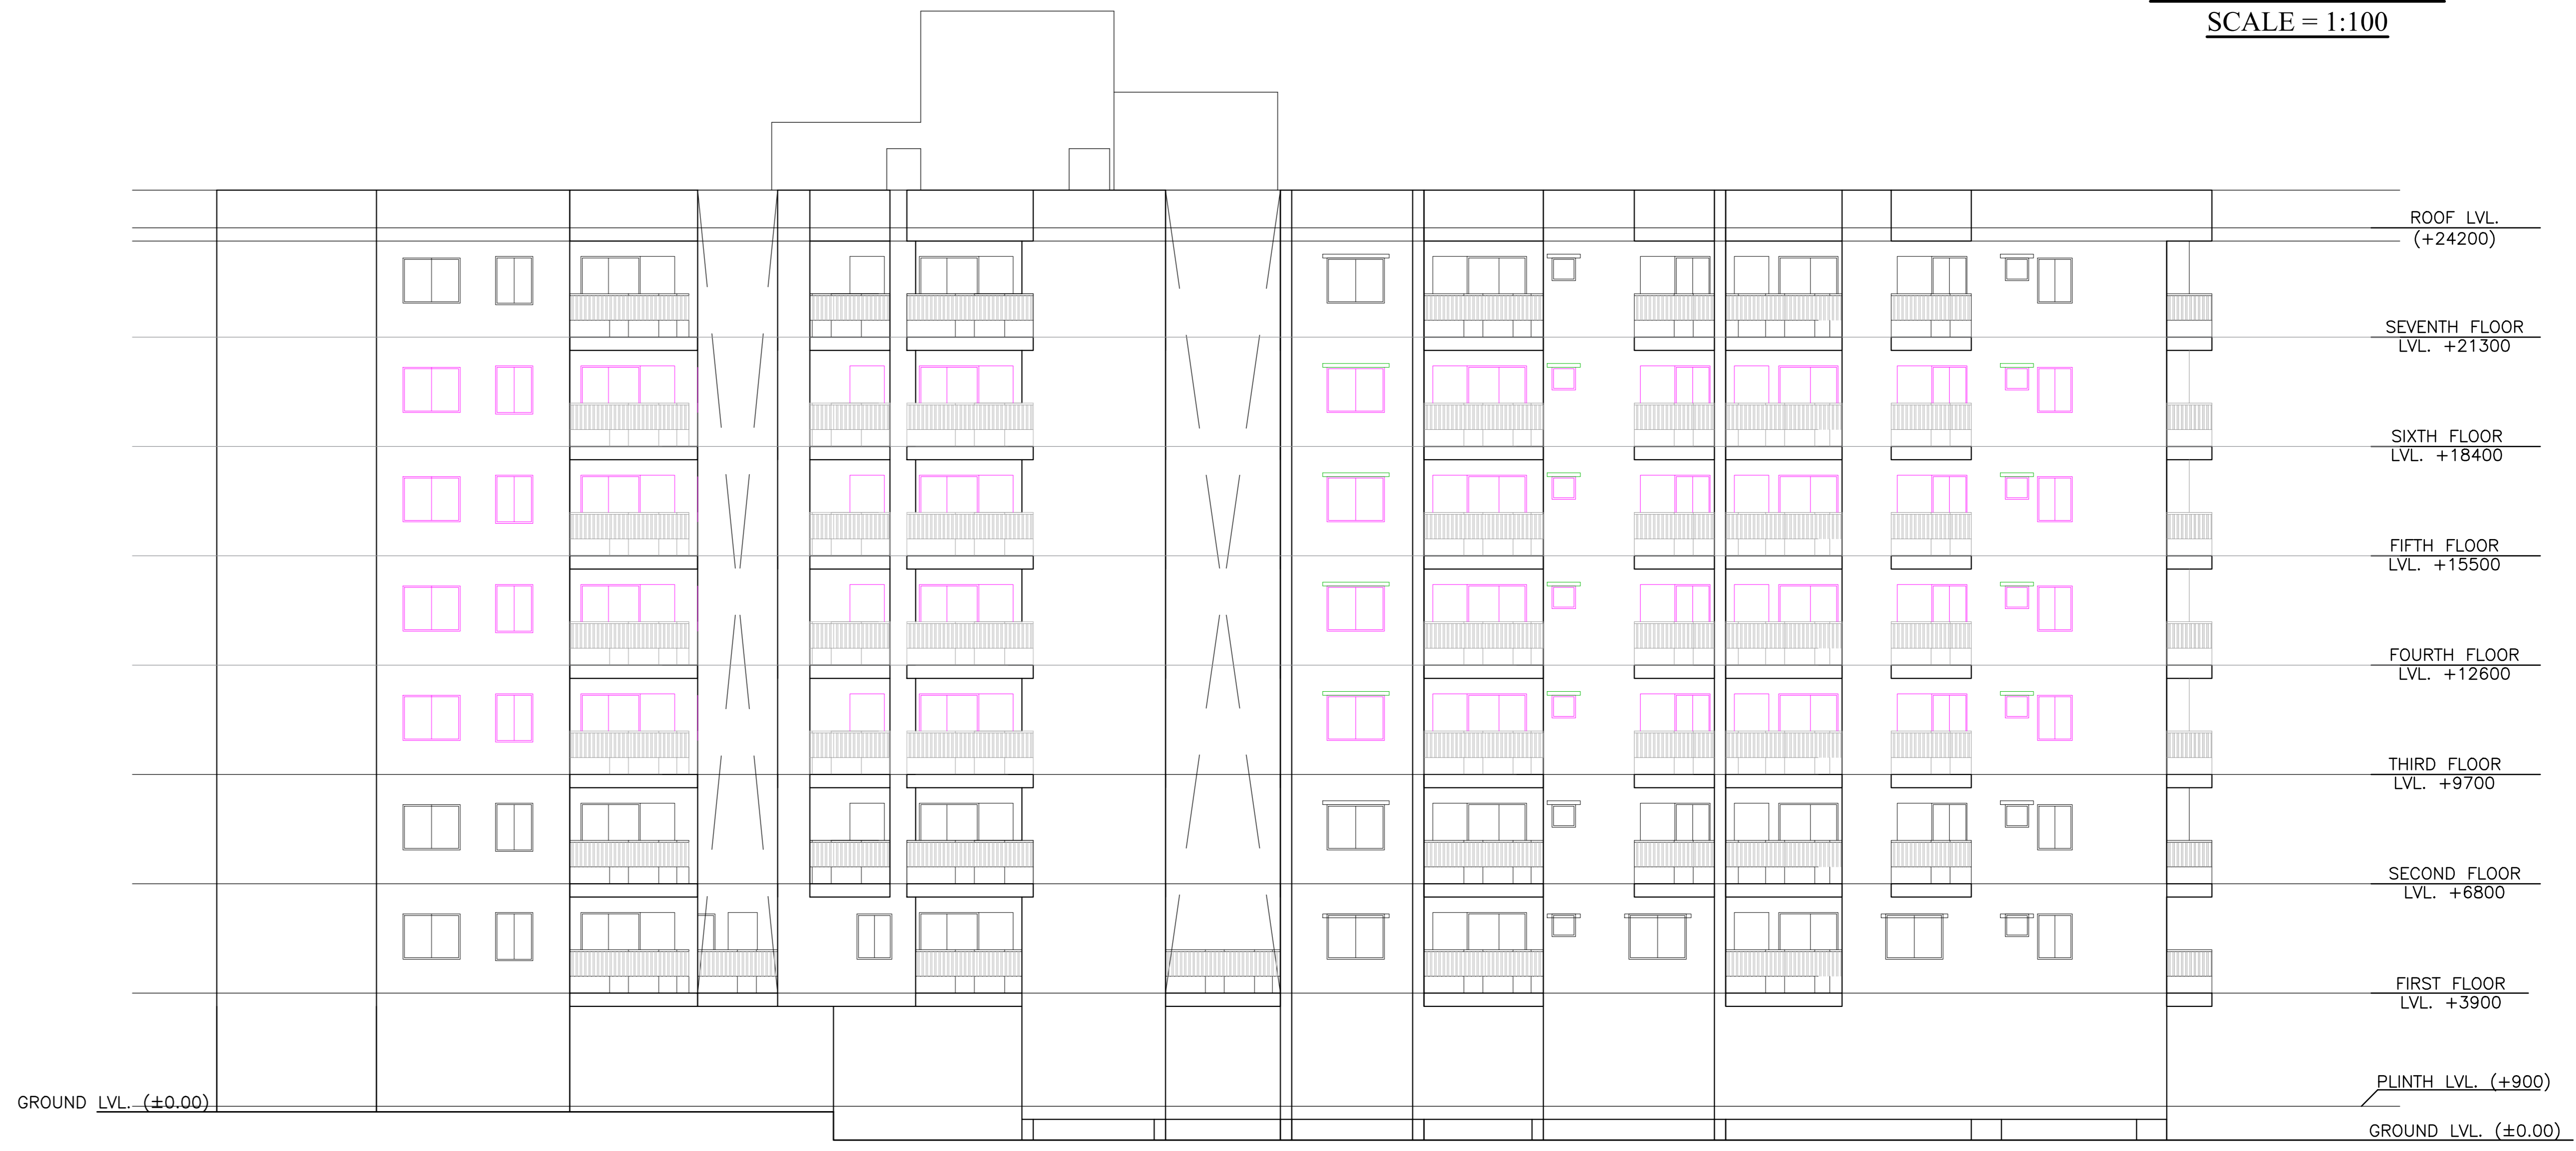 SCALE = 1:100
ROOF LVL.
(+24200)
SEVENTH FLOOR
LVL. +21300
SIXTH FLOOR
LVL. +18400
FIFTH FLOOR
LVL. +15500
FOURTH FLOOR
LVL. +12600
THIRD FLOOR
LVL. +9700
SECOND FLOOR
LVL. +6800
FIRST FLOOR
LVL. +3900
PLINTH LVL. (+900)
GROUND LVL. (±0.00)
GROUND LVL. (±0.00)